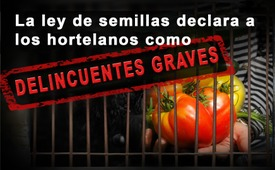 La ley de semillas declara a
los hortelanos como
DELINCUENTES GRAVES